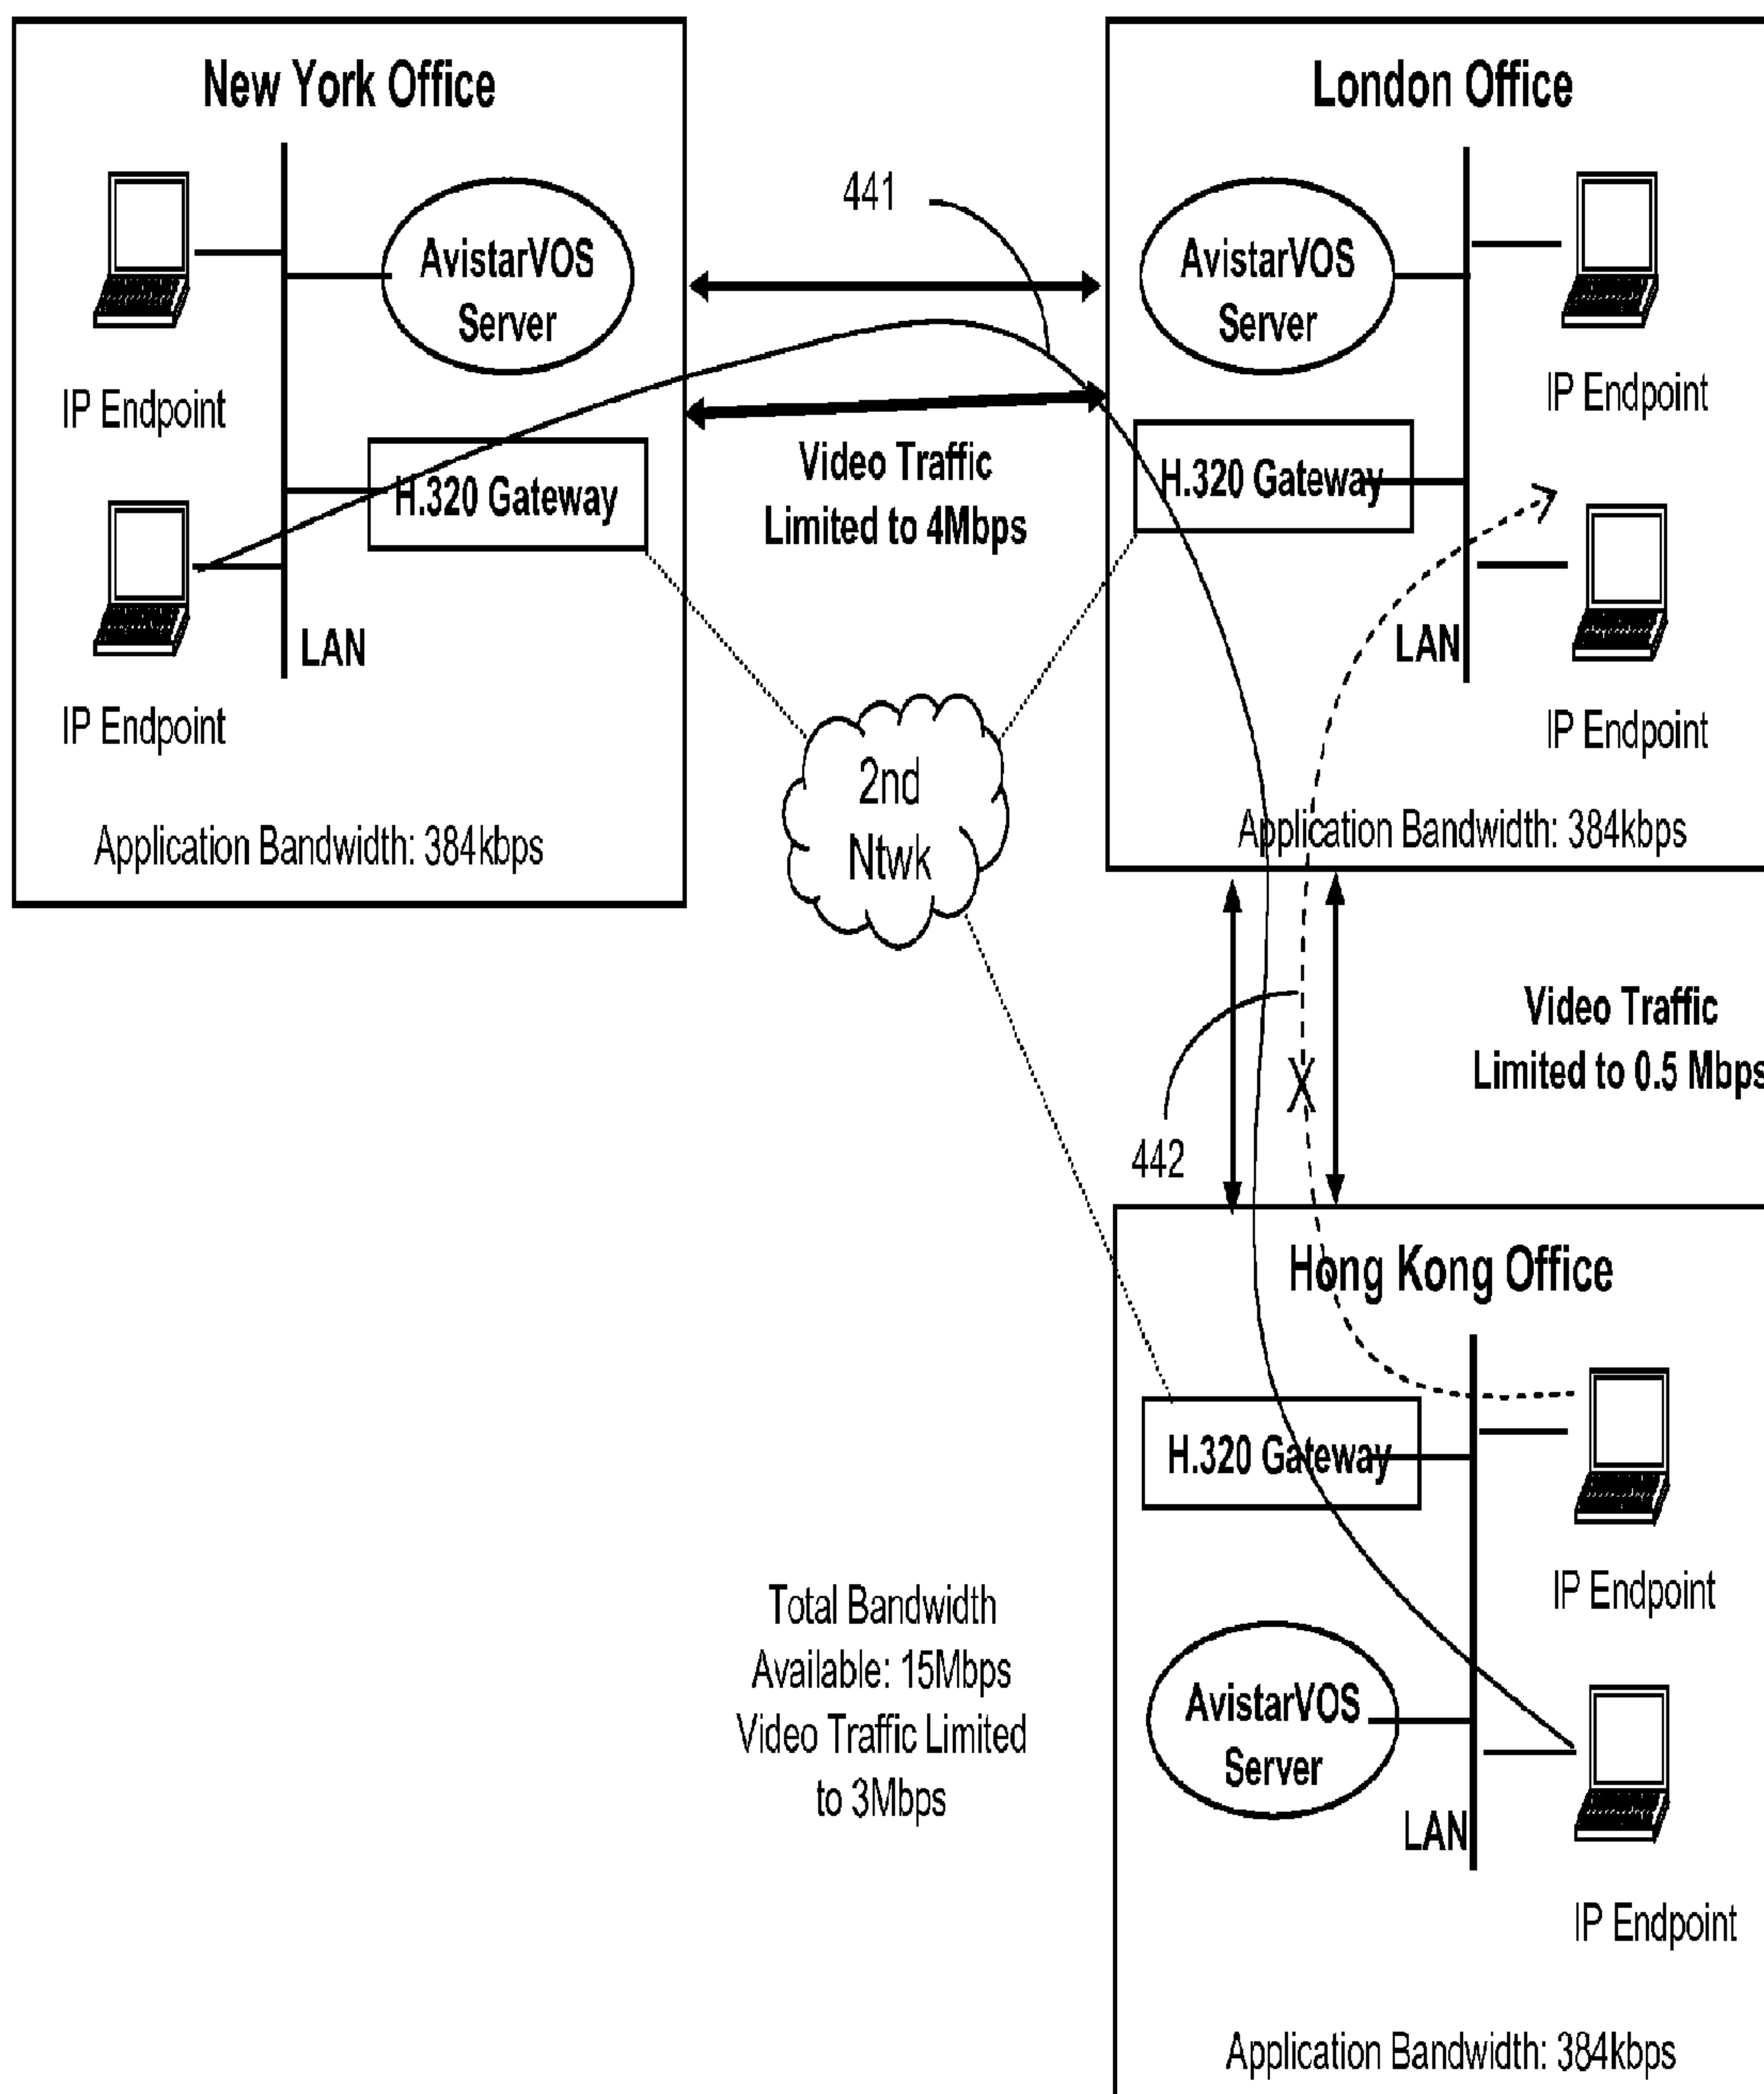 New York Office
AvistarVOS
Server
IP Endpoint
H.320 Gateway
LAN
IP Endpoint
Application Bandwidth: 384kbps
441
Video Traffic
Limited to 4Mbps
2nd
Ntwk
London Office
AvistarVOS
Server
IP Endpoint
H.320 Gateway
LAN
IP Endpoint
Application Bandwidth: 384kbps
Video Traffic
Limited to 0.5 Mbps
X
442
Hong Kong Office
H.320 Gateway
IP Endpoint
AvistarVOS
Server
LAN
IP Endpoint
Application Bandwidth: 384kbps
Total Bandwidth
Available: 15Mbps
Video Traffic Limited
to 3Mbps